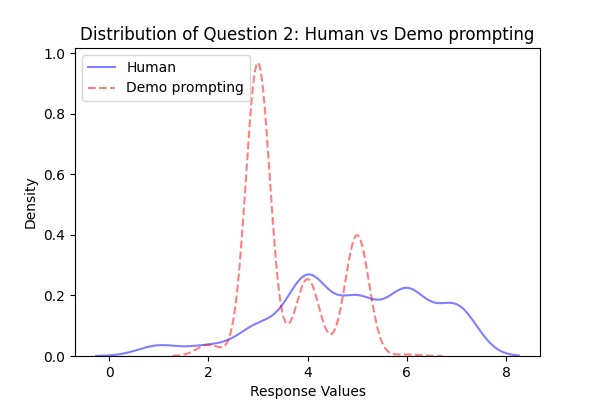 Distribution of Question 2: Human vs Demo prompting
Human
Demo prompting
Density
1.0
0.8
0.6
0.4
0.2
0.0
0 2 4 6 8
Response Values